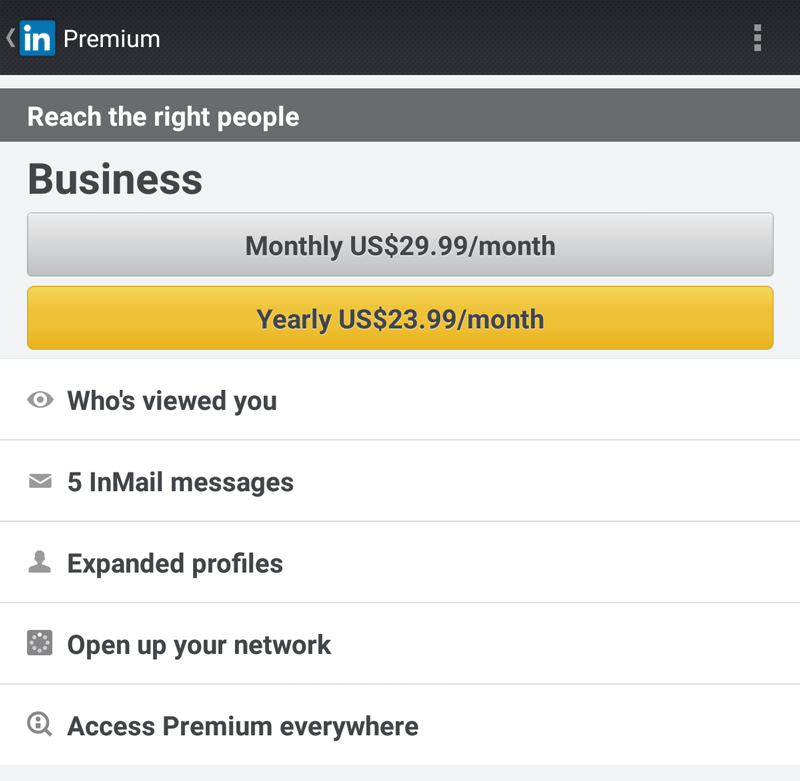 in Premium
Reach the right people
Business
Monthly US$29.99/month
Yearly US$23.99/month
Who's viewed you
5 InMail messages
Expanded profiles
Open up your network
Access Premium everywhere